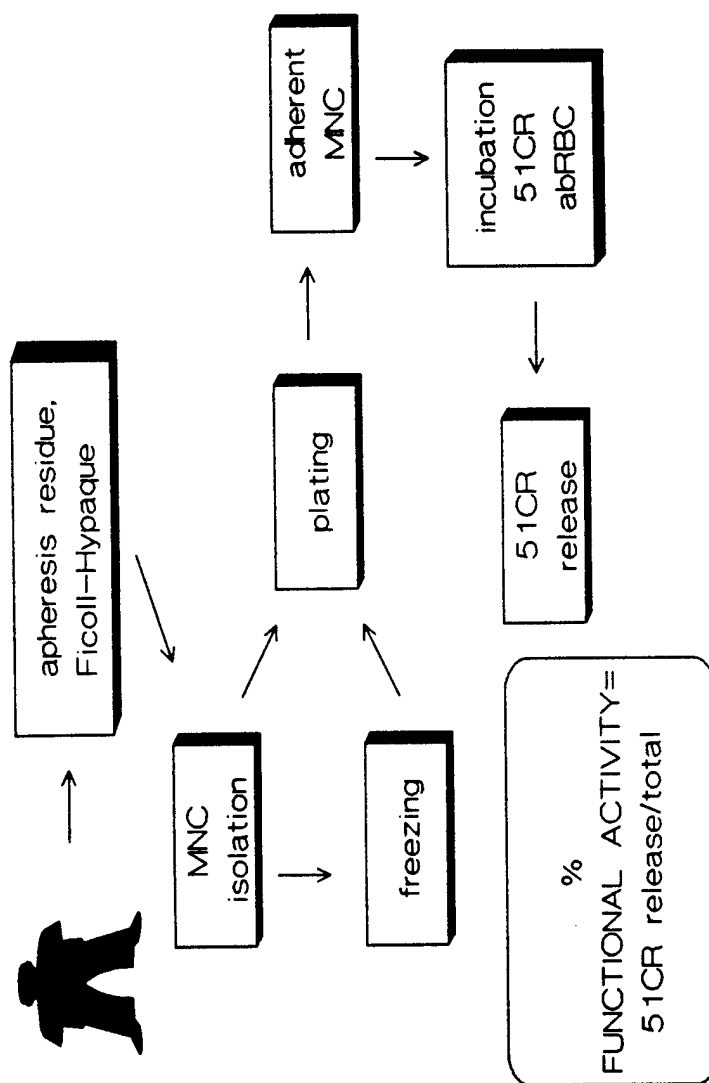 apheresis residue,
Ficoll-Hypaque
MNC
isolation
freezing
plating
adherent
MNC
incubation
51CR
abRBC
51CR
release
%
FUNCTIONAL ACTIVITY=
51CR release/total